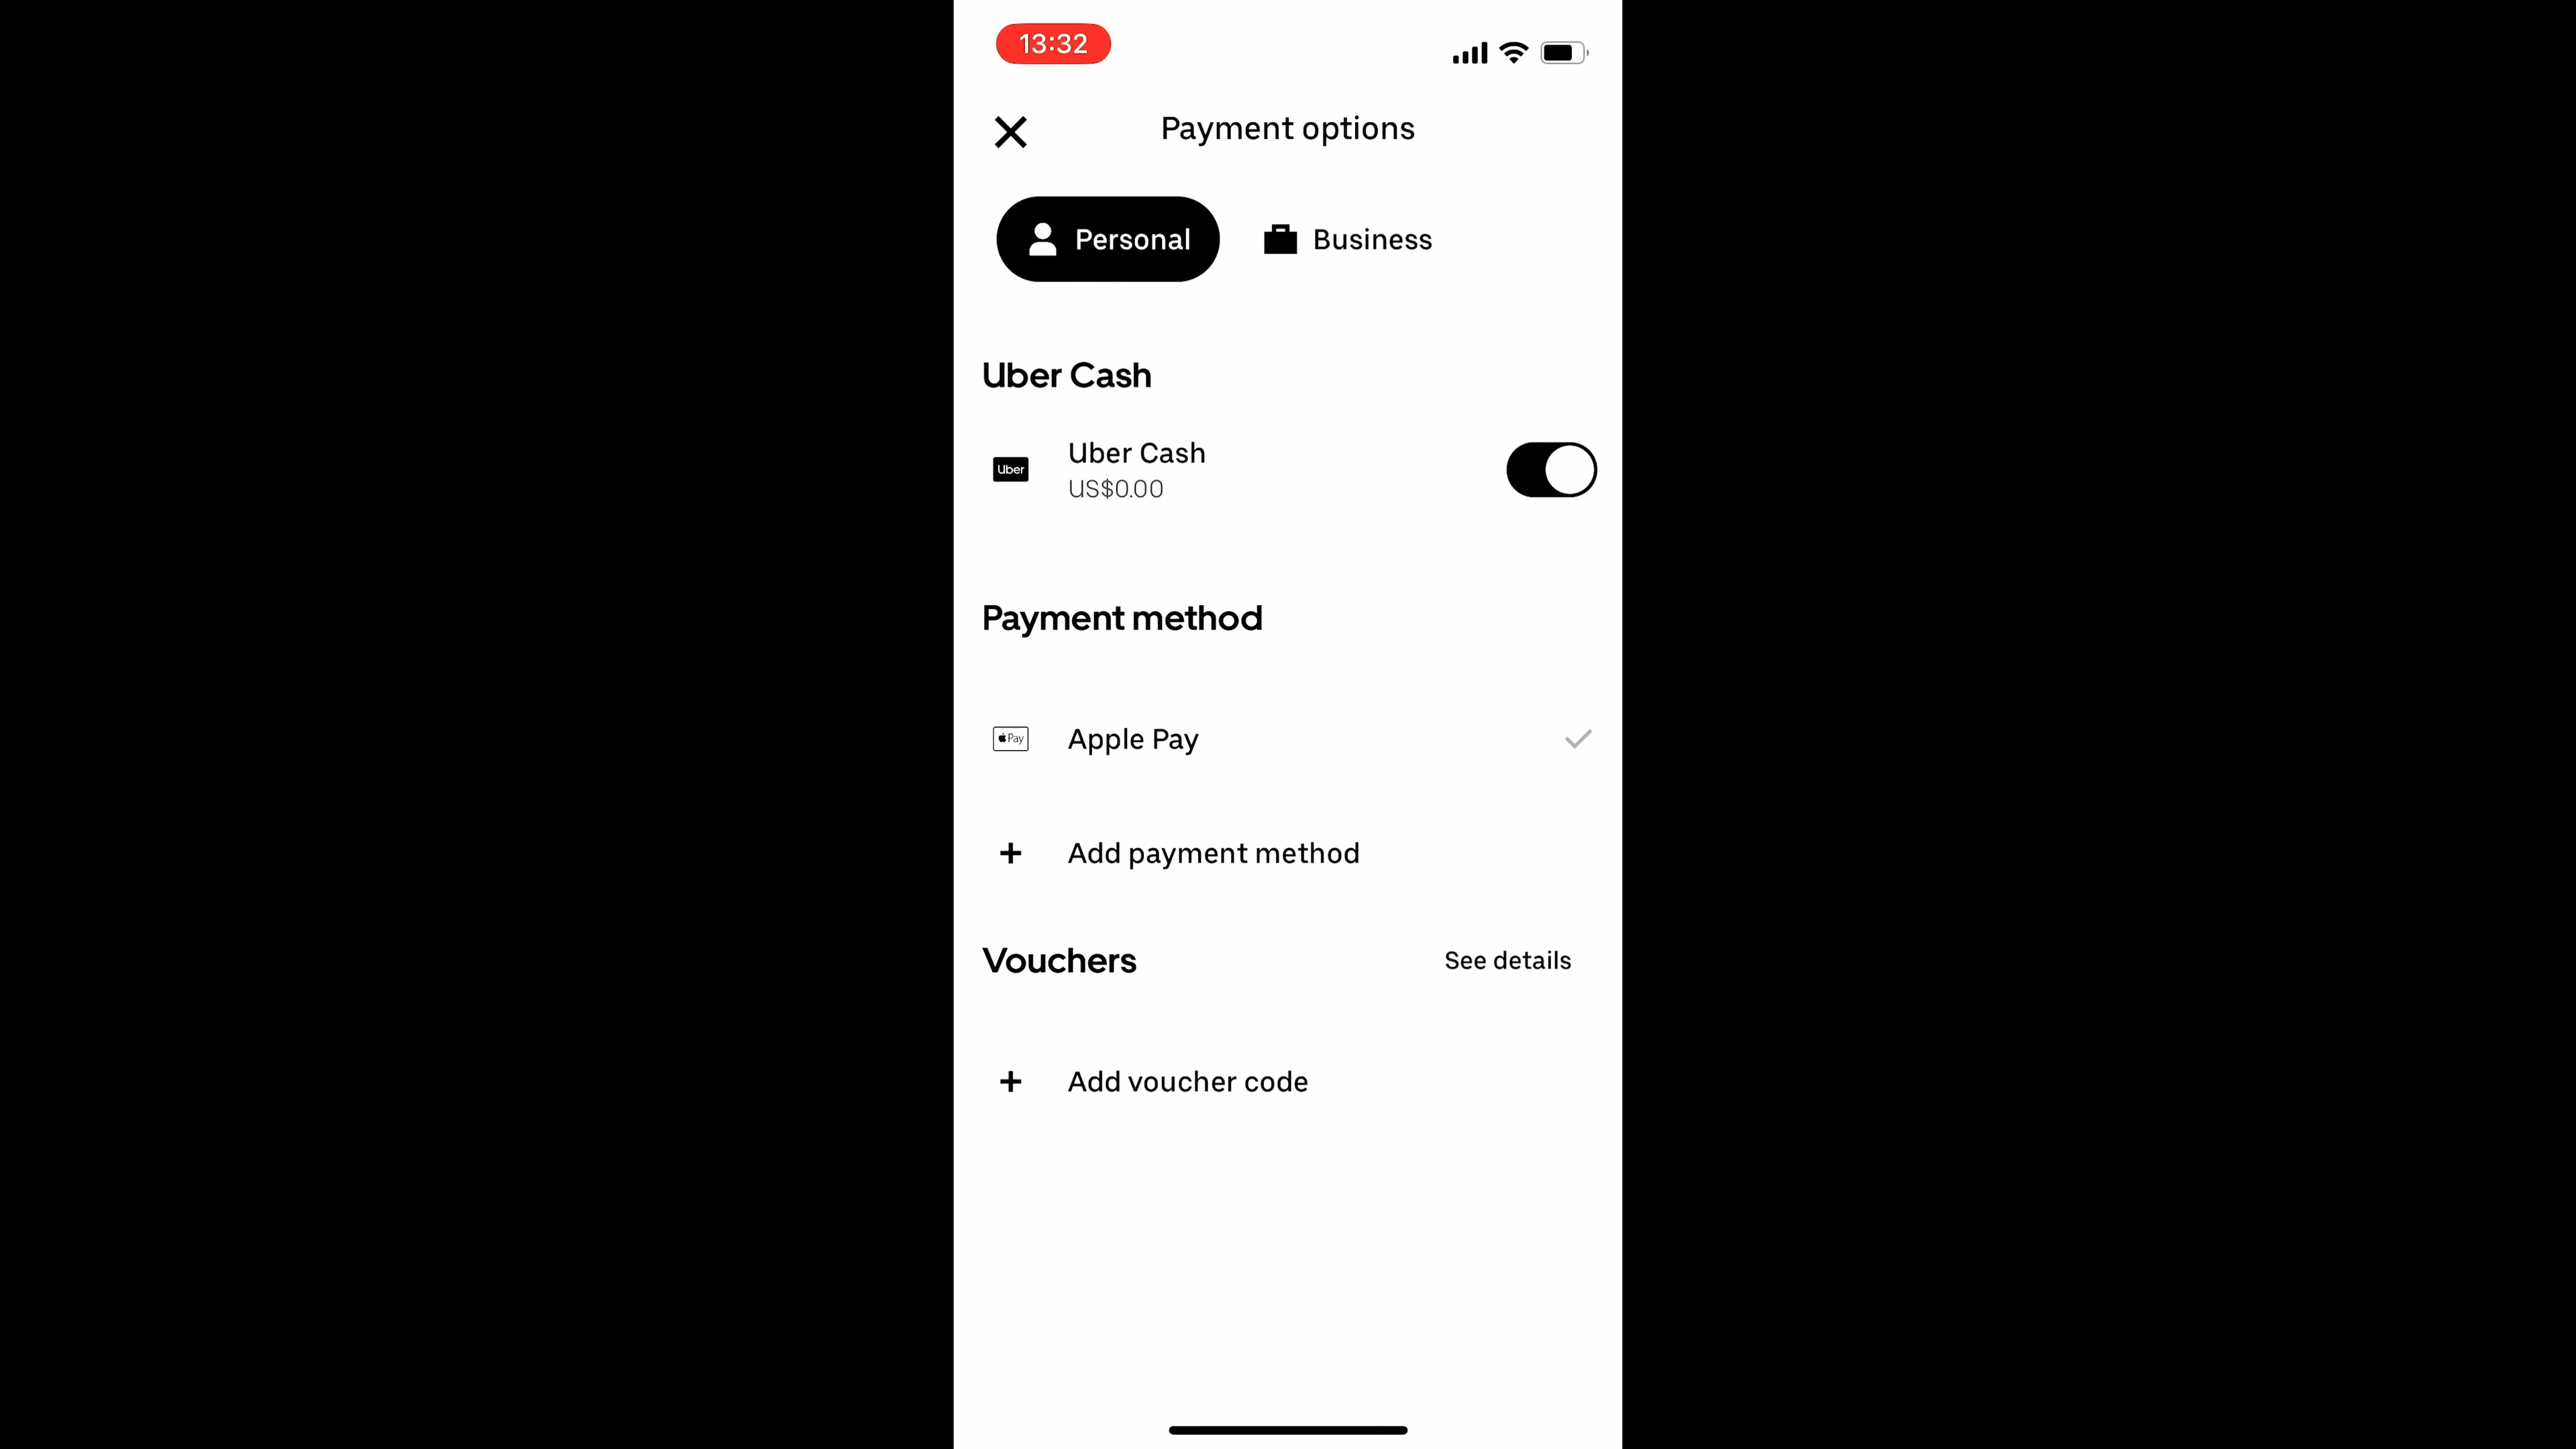 13:32
Payment options
Personal
Business
Uber Cash
Uber
Uber Cash
US$0.00
Payment method
Pay
Apple Pay
Add payment method
Vouchers
See details
Add voucher code